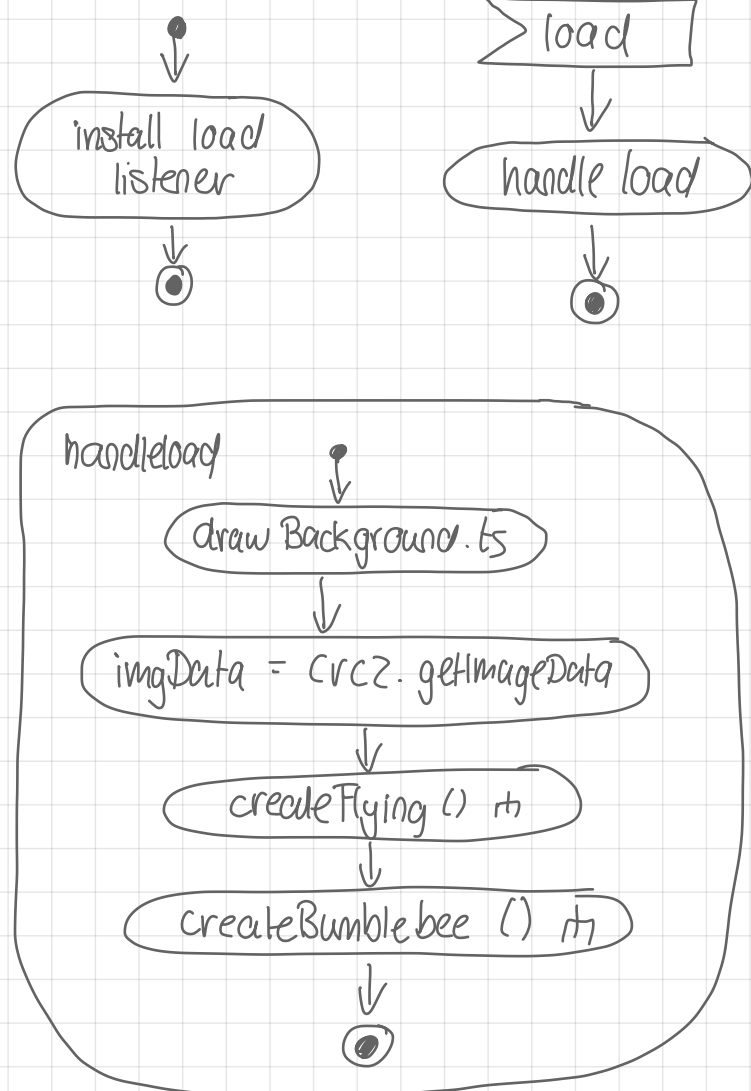 install load
listener
load
handle load
handleload
draw Background.ts
imgData = crc2.getImageData
createFlying ()
createBumblebee ()